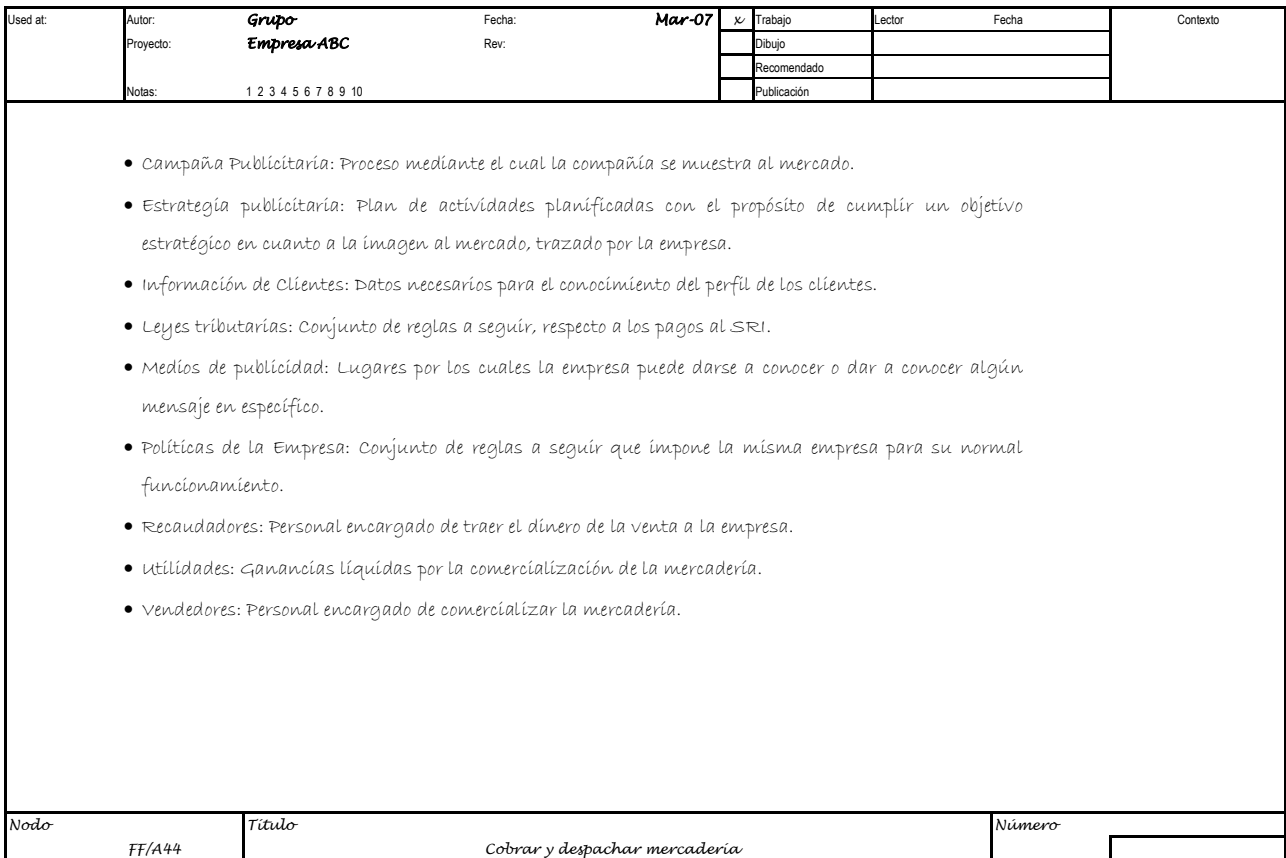 Used at: Autor: Grupo Fecha: Mar-07 x Trabajo Lector Fecha Contexto
Proyecto: Empresa ABC Rev: Dibujo
Recomendado
Notas: 1 2 3 4 5 6 7 8 9 10 Publicación
• Campaña Publicitaria: Proceso mediante el cual la compañía se muestra al mercado.
• Estrategia publicitaria: Plan de actividades planificadas con el propósito de cumplir un objetivo
estratégico en cuanto a la imagen al mercado, trazado por la empresa.
• Información de Clientes: Datos necesarios para el conocimiento del perfil de los clientes.
• Leyes tributarias: Conjunto de reglas a seguir, respecto a los pagos al SRI.
• Medios de publicidad: Lugares por los cuales la empresa puede darse a conocer o dar a conocer algún
mensaje en específico.
• Políticas de la Empresa: Conjunto de reglas a seguir que impone la misma empresa para su normal
funcionamiento.
• Recaudadores: Personal encargado de traer el dinero de la venta a la empresa.
• Utilidades: Ganancias líquidas por la comercialización de la mercadería.
• Vendedores: Personal encargado de comercializar la mercadería.
Nodo Título Número
FF/A44 Cobrar y despachar mercadería